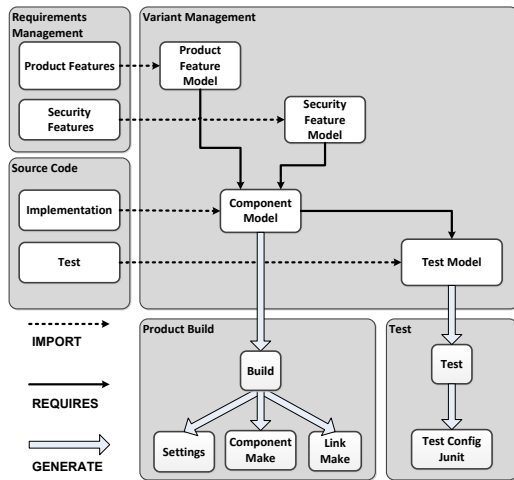 Requirements
Management
Product Features
Security
Features
Source Code
Implementation
Test
Variant Management
Product
Feature
Model
Security
Feature
Model
Component
Model
Test Model
IMPORT
REQUIRES
GENERATE
Product Build
Build
Settings
Component
Make
Link
Make
Test
Test
Test Config
Junit